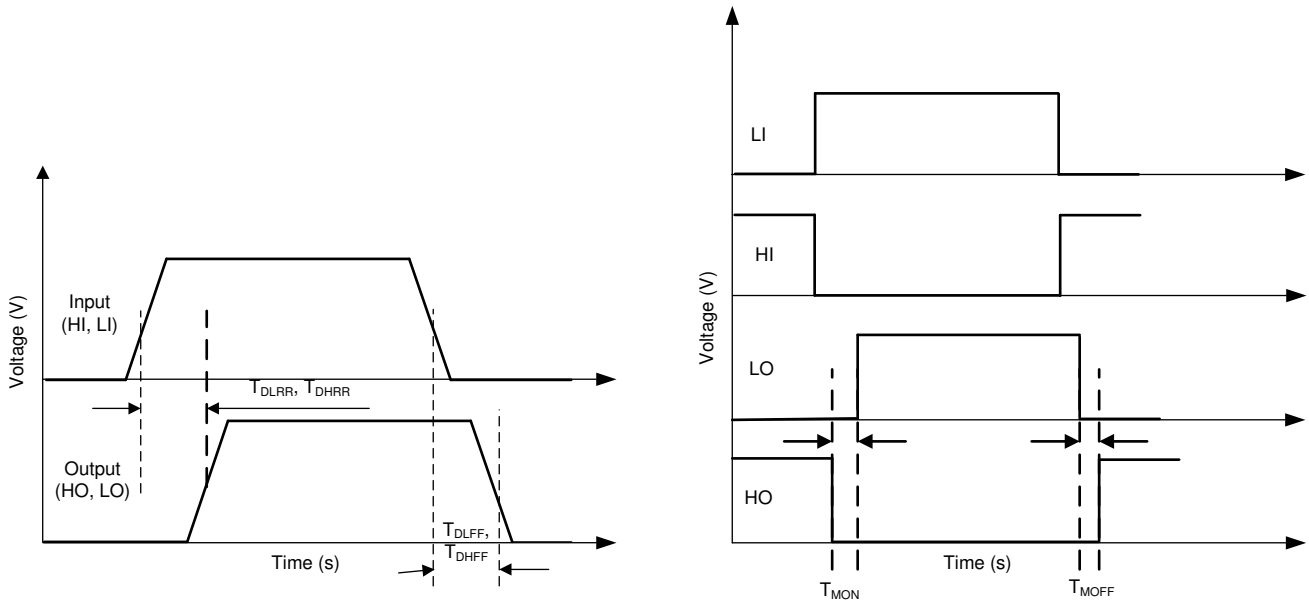 Voltage (V)
Input
(HI, LI)
T_DLRR, T_DHRR
Output
(HO, LO)
T_DLFF,
T_DHFF
Time (s)
Voltage (V)
LI
HI
LO
HO
Time (s)
T_MON
T_MOFF